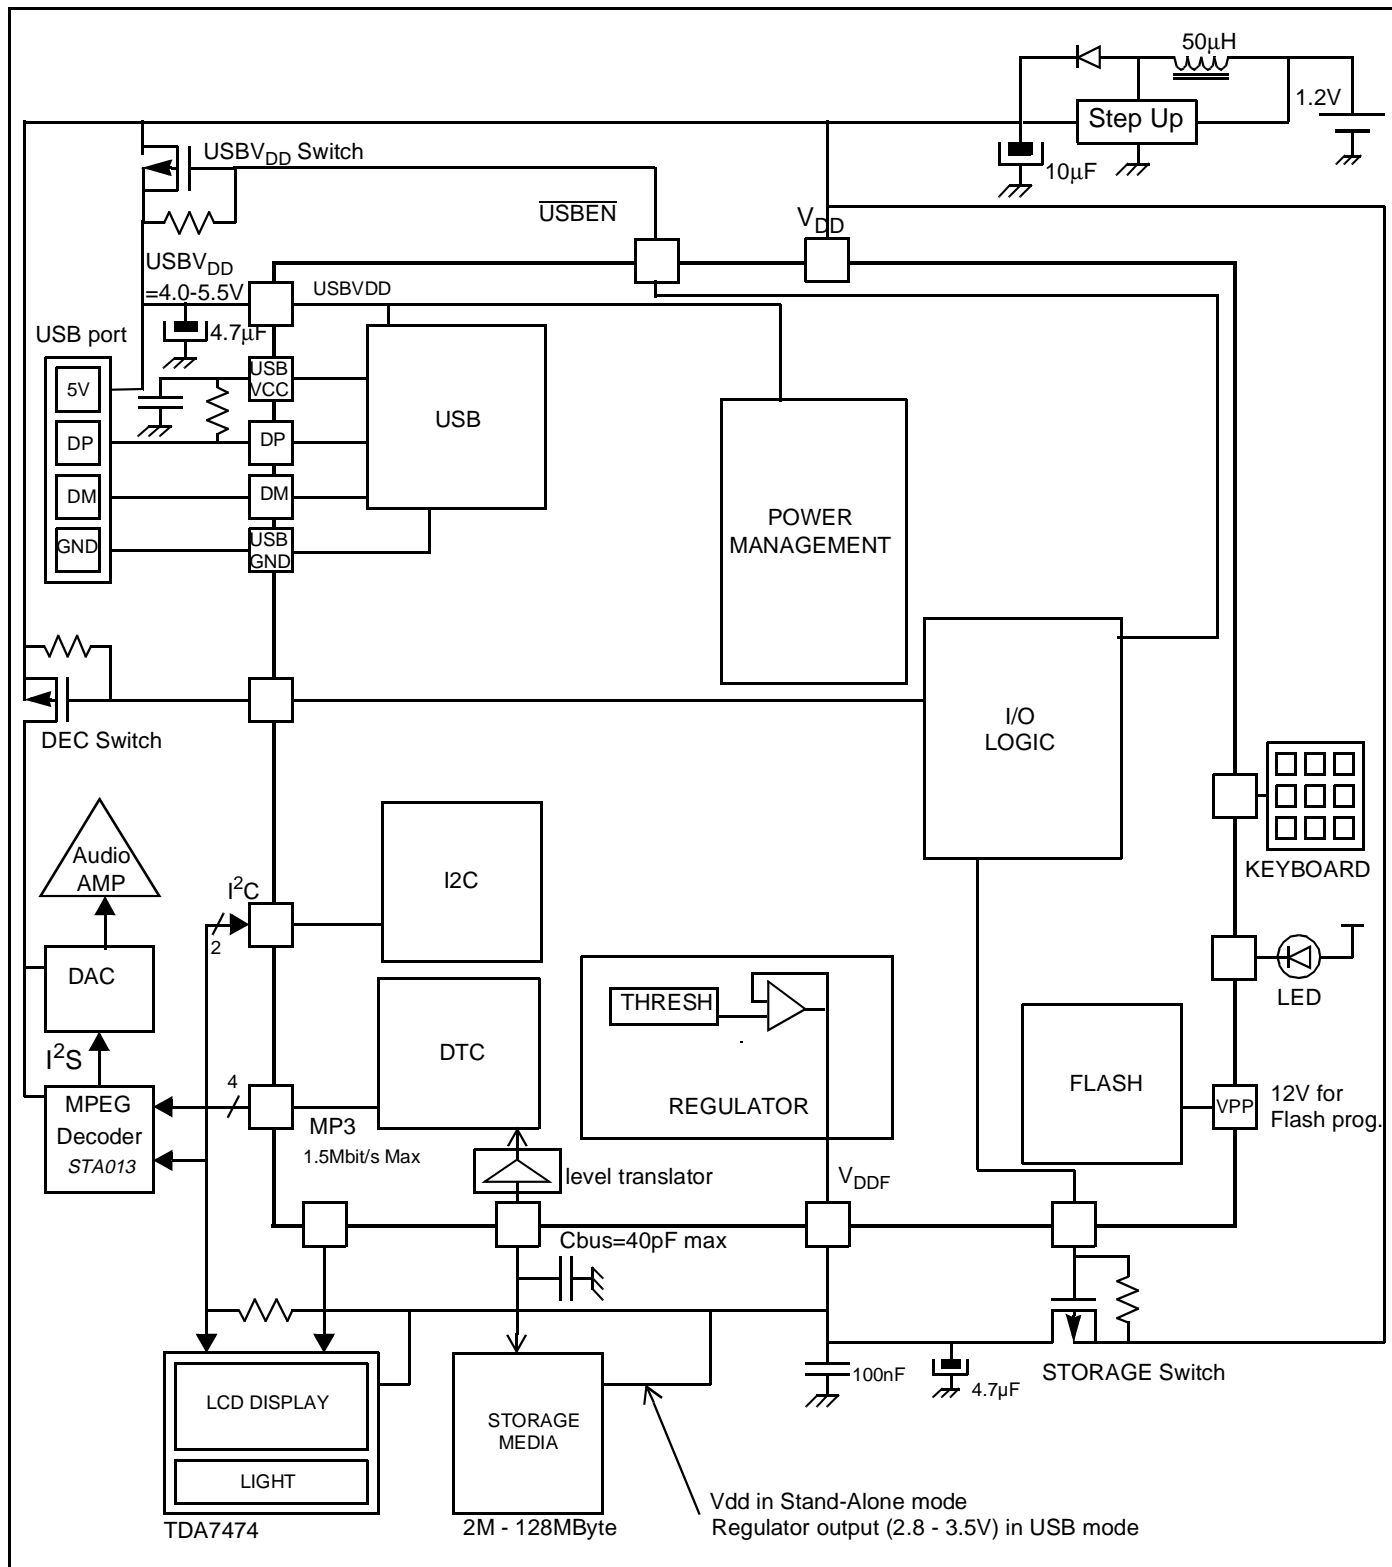 50µH
1.2V
Step Up
10µF
USBV_DD Switch
USBEN
V_DD
USBV_DD
=4.0-5.5V
USBVDD
4.7µF
USB port
5V
DP
DM
GND
USB
VCC
DP
DM
USB
GND
USB
POWER
MANAGEMENT
I/O
LOGIC
DEC Switch
KEYBOARD
Audio
AMP
I²C
2
I2C
DAC
LED
I²S
THRESH
REGULATOR
DTC
FLASH
VPP
12V for
Flash prog.
4
MPEG
Decoder
STA013
MP3
1.5Mbit/s Max
level translator
V_DDF
Cbus=40pF max
100nF
4.7µF
STORAGE Switch
LCD DISPLAY
LIGHT
TDA7474
STORAGE
MEDIA
2M - 128MByte
Vdd in Stand-Alone mode
Regulator output (2.8 - 3.5V) in USB mode